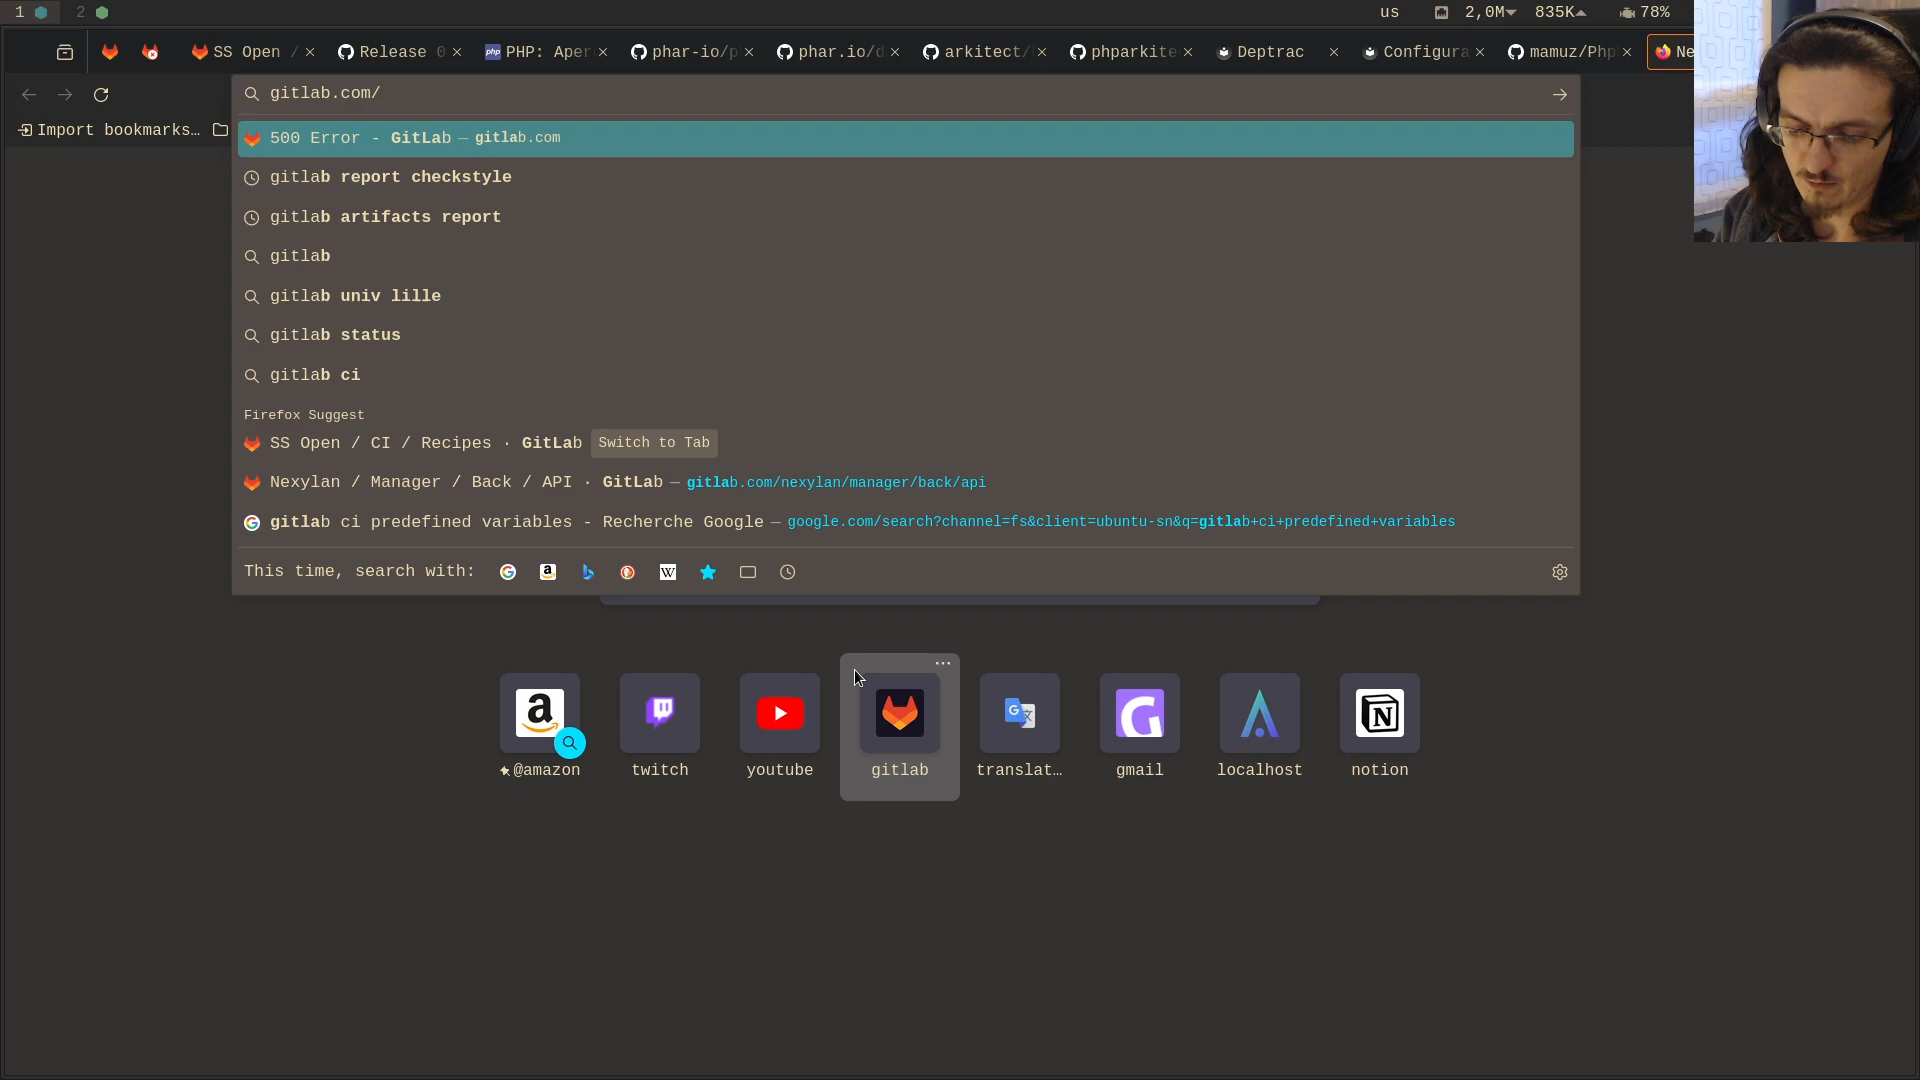 1 2 us 2,0M 835K 78%
SS Open / Release 0 PHP: Aper phar-io/p phar.io/d arkitect/ phparkite Deptrac Configura mamuz/Php Ne
gitlab.com/
Import bookmarks…
500 Error - GitLab — gitlab.com
gitlab report checkstyle
gitlab artifacts report
gitlab
gitlab univ lille
gitlab status
gitlab ci
Firefox Suggest
SS Open / CI / Recipes · GitLab Switch to Tab
Nexylan / Manager / Back / API · GitLab — gitlab.com/nexylan/manager/back/api
gitlab ci predefined variables - Recherche Google — google.com/search?channel=fs&client=ubuntu-sn&q=gitlab+ci+predefined+variables
This time, search with:
@amazon twitch youtube gitlab translat… gmail localhost notion